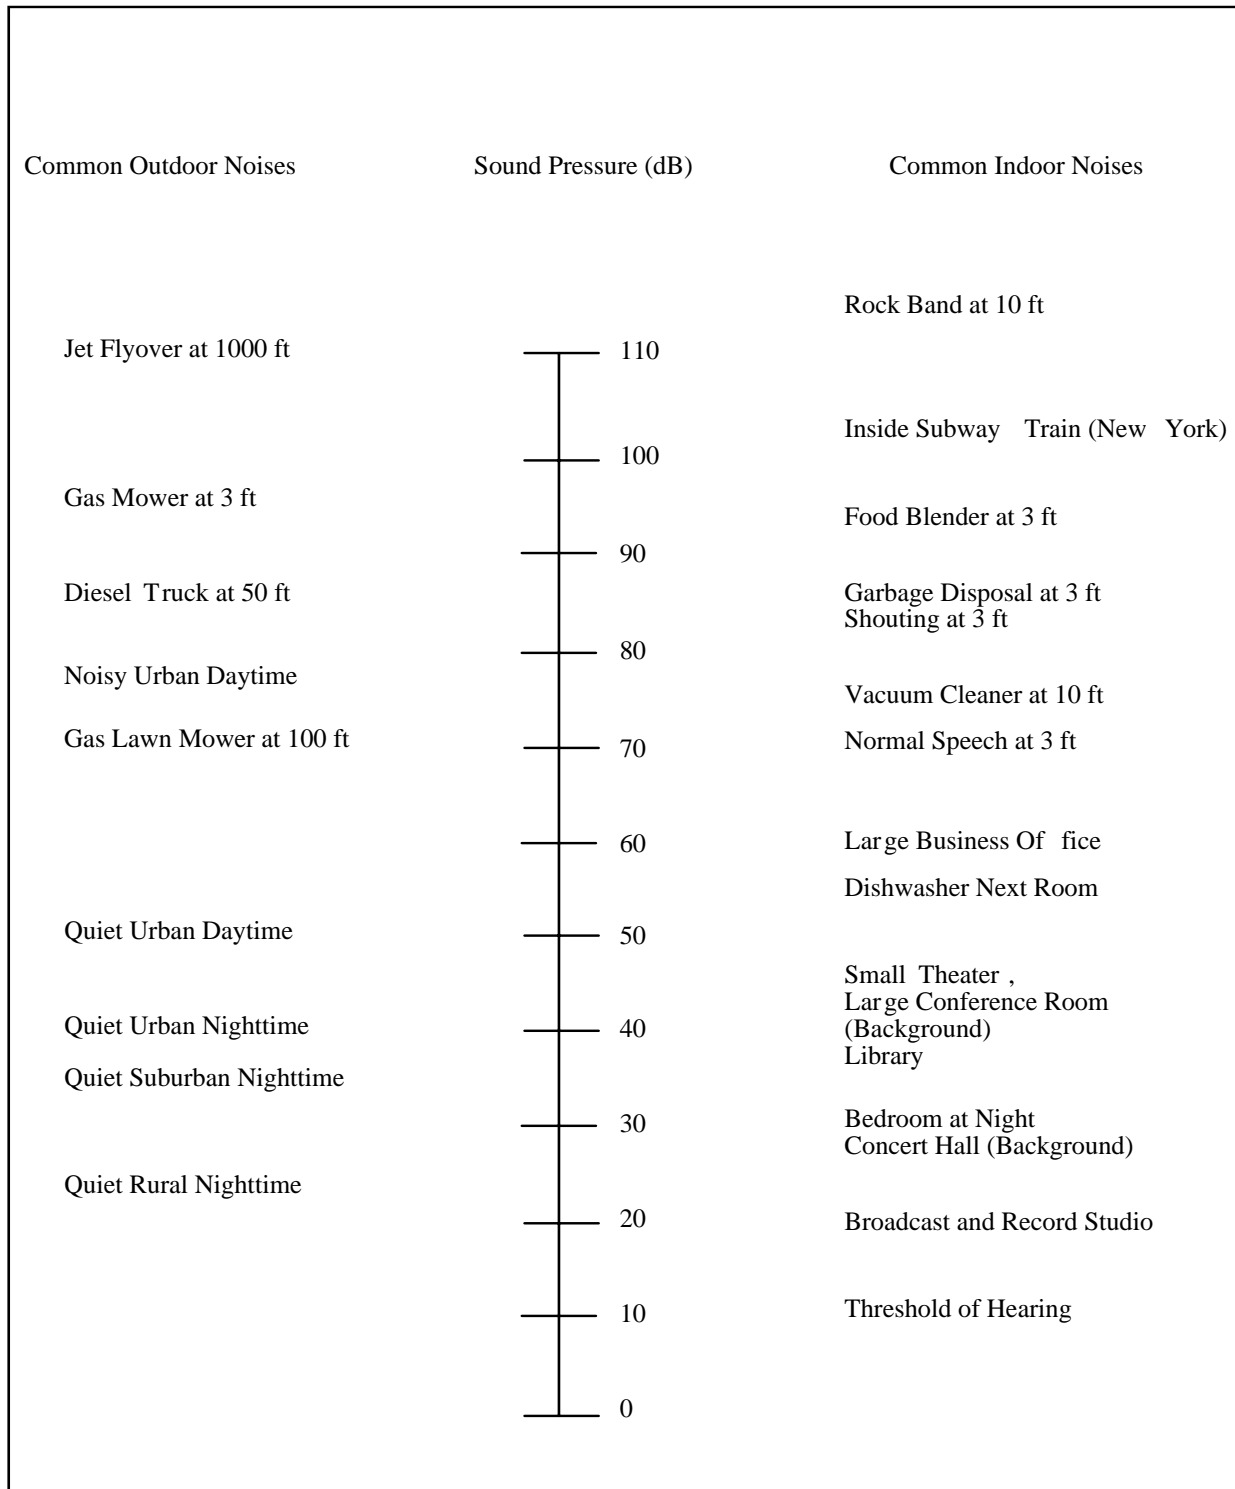 Common Outdoor Noises
Sound Pressure (dB)
Common Indoor Noises
Rock Band at 10 ft
Jet Flyover at 1000 ft
110
Inside Subway Train (New York)
100
Gas Mower at 3 ft
Food Blender at 3 ft
90
Diesel Truck at 50 ft
Garbage Disposal at 3 ft
Shouting at 3 ft
80
Noisy Urban Daytime
Vacuum Cleaner at 10 ft
Gas Lawn Mower at 100 ft
70
Normal Speech at 3 ft
60
Large Business Of fice
Dishwasher Next Room
Quiet Urban Daytime
50
Small Theater ,
Large Conference Room
(Background)
Library
Quiet Urban Nighttime
40
Quiet Suburban Nighttime
30
Bedroom at Night
Concert Hall (Background)
Quiet Rural Nighttime
20
Broadcast and Record Studio
10
Threshold of Hearing
0